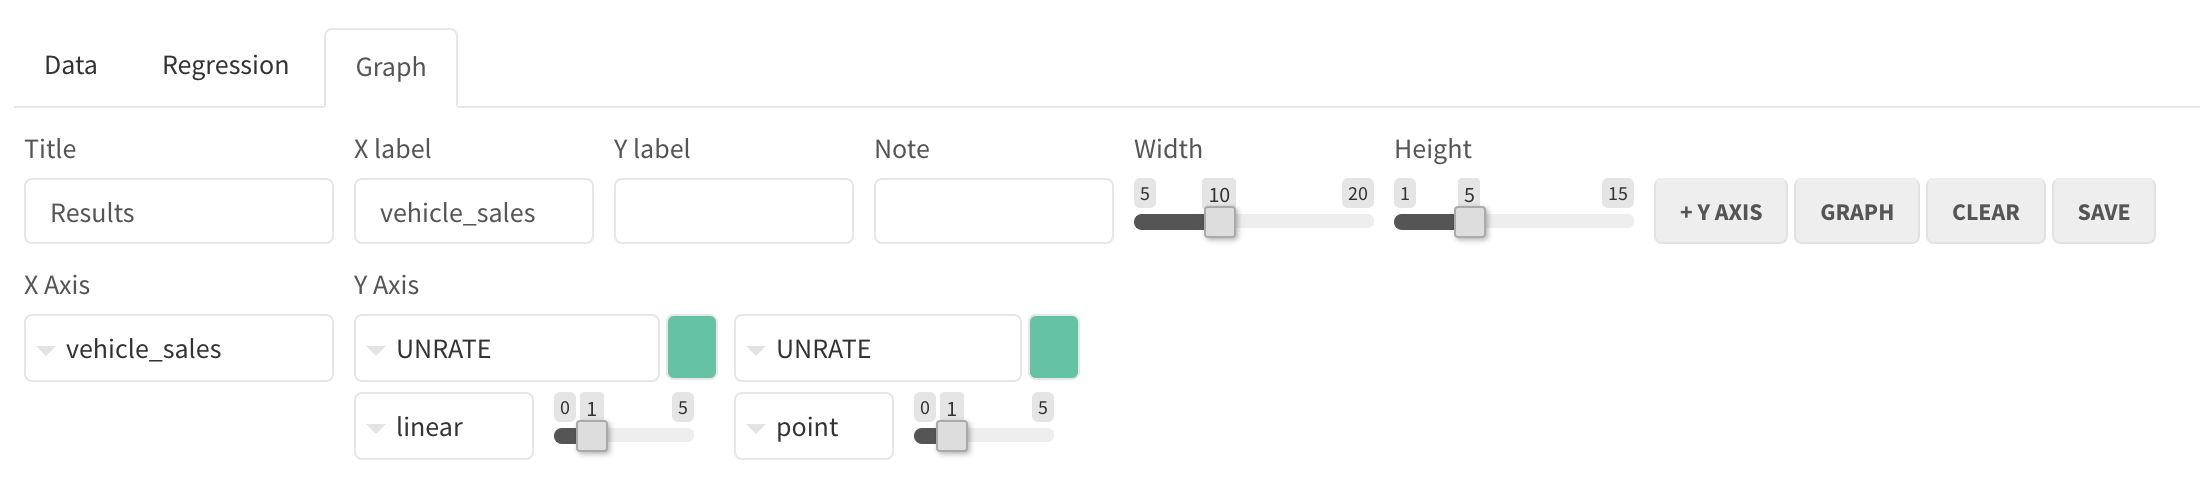 Data Regression Graph
Title X label Y label Note Width Height
5 10 20 1 5 15
Results vehicle_sales + Y AXIS GRAPH CLEAR SAVE
X Axis Y Axis
vehicle_sales UNRATE UNRATE
linear 0 1 5 point 0 1 5